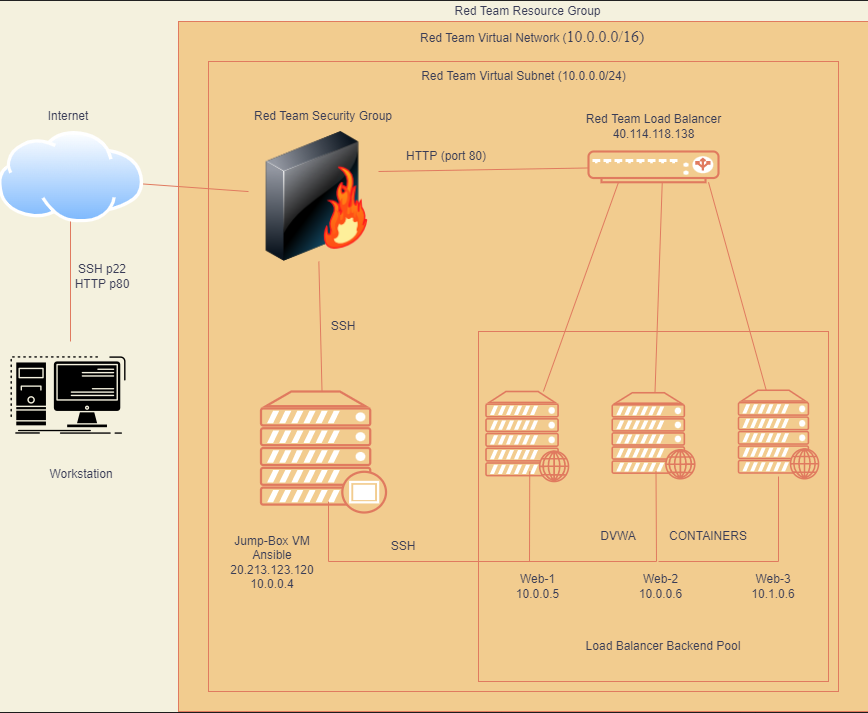 Red Team Resource Group
Red Team Virtual Network (10.0.0.0/16)
Red Team Virtual Subnet (10.0.0.0/24)
Internet
Red Team Security Group
Red Team Load Balancer
40.114.118.138
HTTP (port 80)
SSH p22
HTTP p80
SSH
Workstation
Jump-Box VM
Ansible
20.213.123.120
10.0.0.4
SSH
DVWA
CONTAINERS
Web-1
10.0.0.5
Web-2
10.0.0.6
Web-3
10.1.0.6
Load Balancer Backend Pool